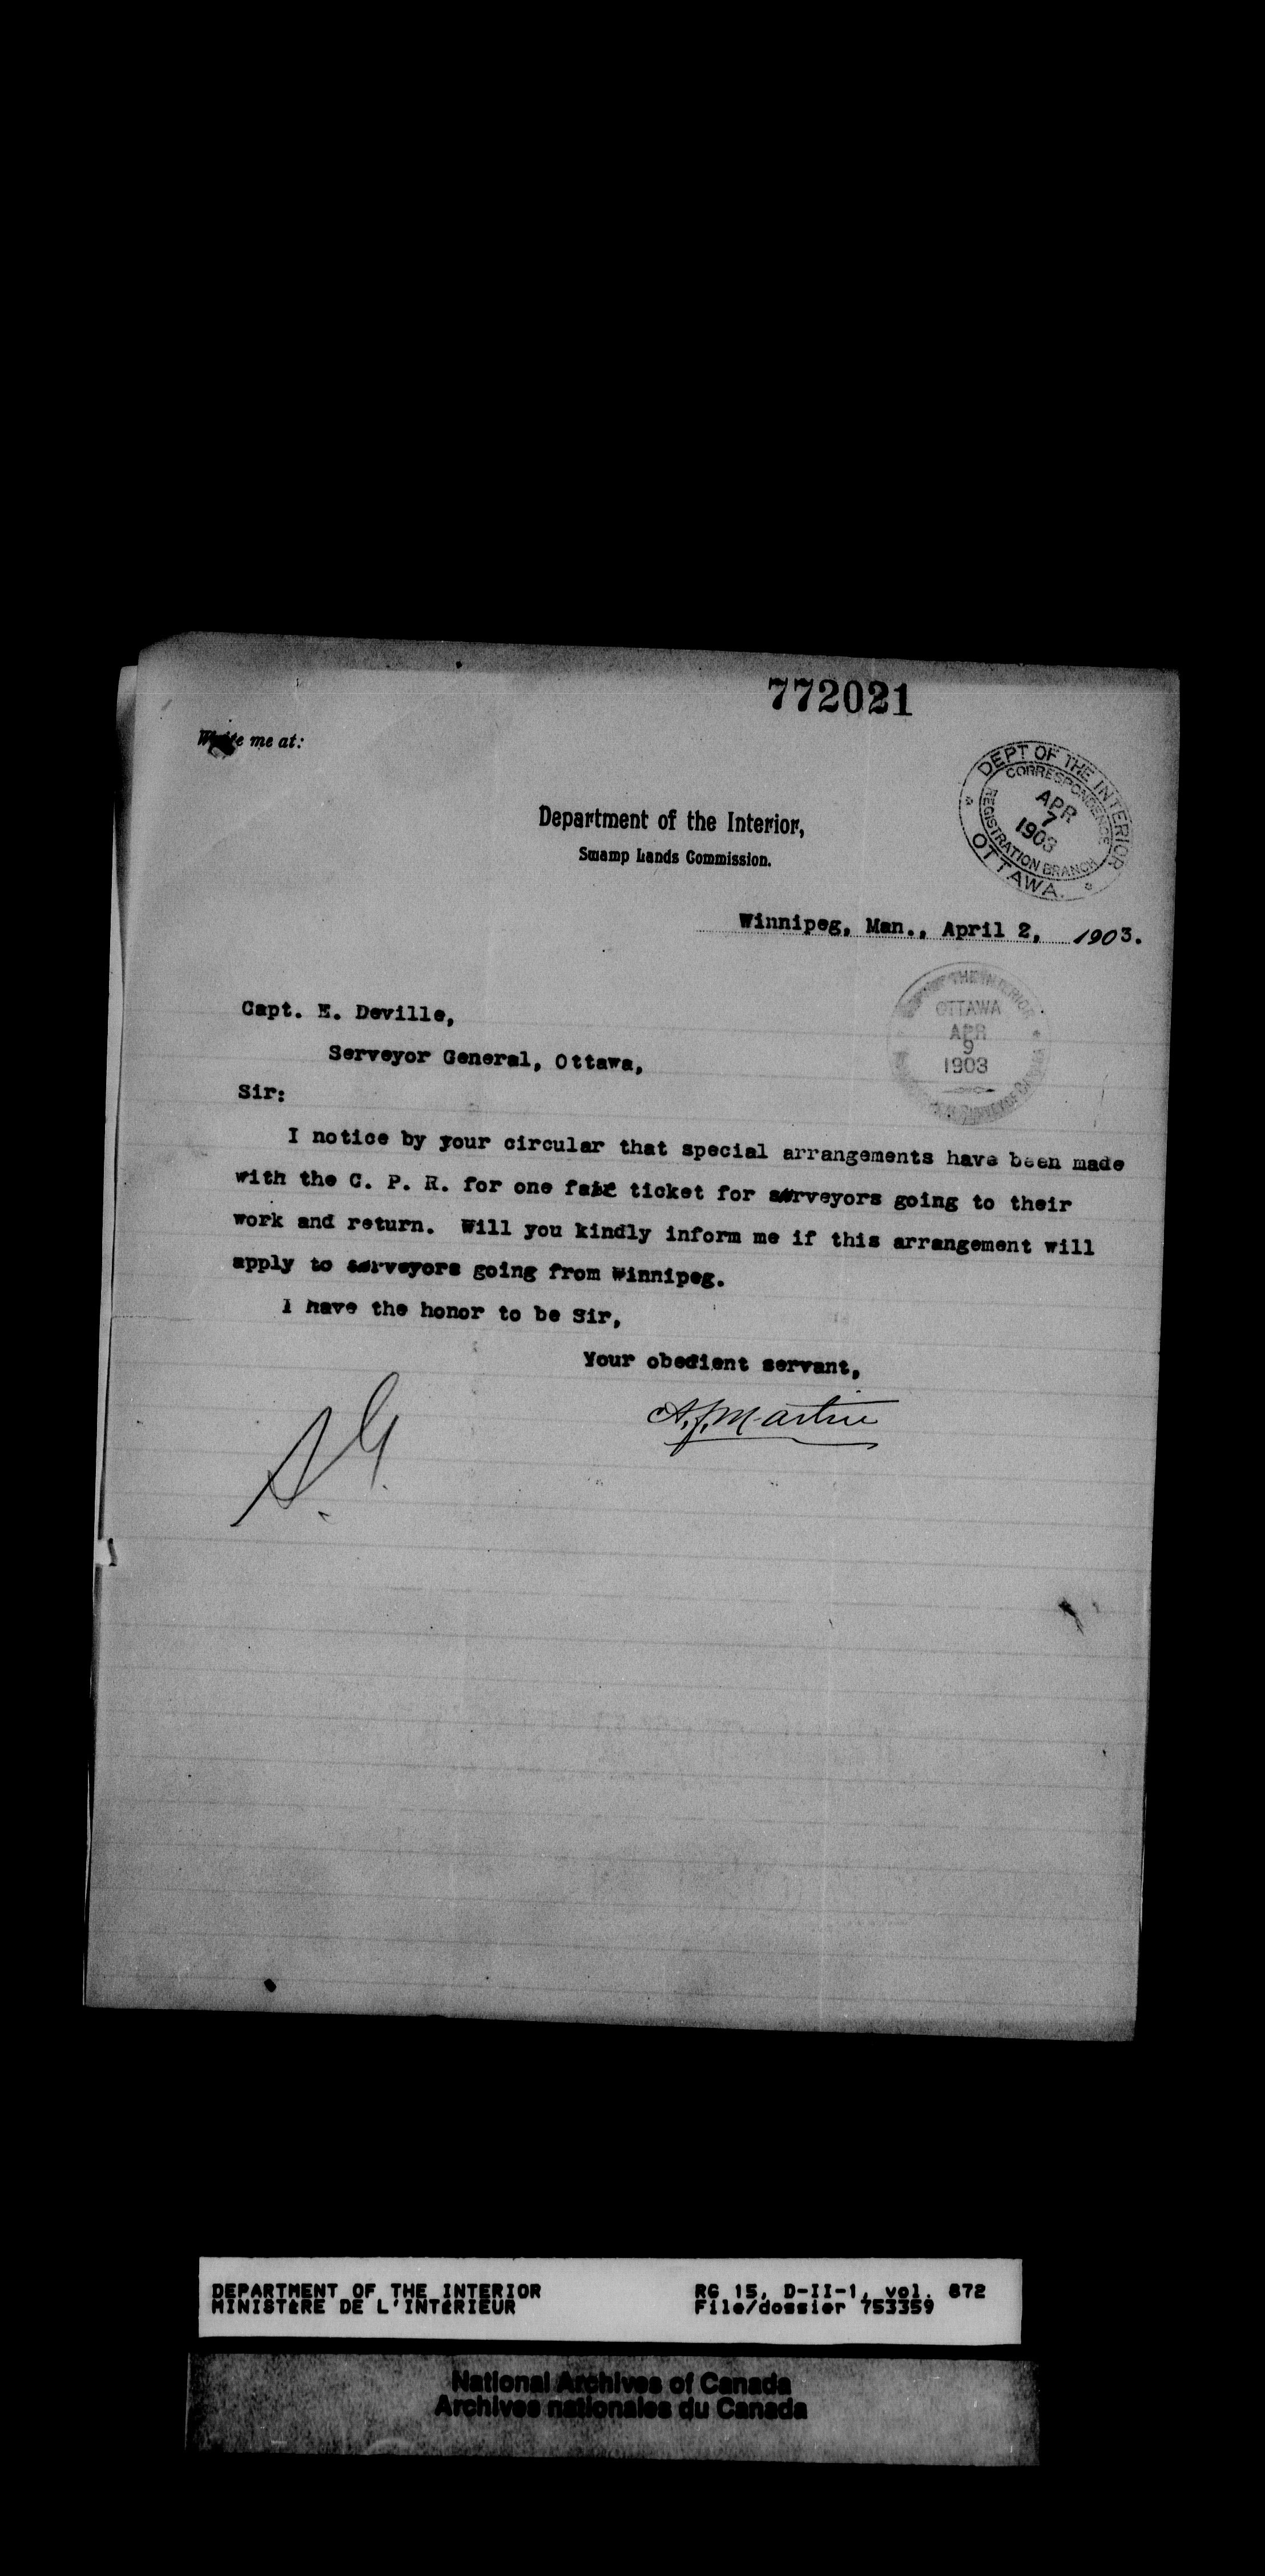 772021
Write me at:
DEPT OF THE INTERIOR
CORRESPONDENCE
APR
7
1903
REGISTRATION BRANCH
OTTAWA.
Department of the Interior,
Swamp Lands Commission.
Winnipeg, Man., April 2, 1903.
THE INTERIOR
OTTAWA
APR
9
1903
Capt. E. Deville,
Serveyor General, Ottawa,
Sir:
I notice by your circular that special arrangements have been made
with the C. P. R. for one fare ticket for surveyors going to their
work and return. Will you kindly inform me if this arrangement will
apply to surveyors going from Winnipeg.
I have the honor to be Sir,
Your obedient servant,
A.J. Martin
S.G.
DEPARTMENT OF THE INTERIOR RG 15, D-II-1, vol. 872
MINISTÈRE DE L'INTÉRIEUR File/dossier 753359
National Archives of Canada
Archives nationales du Canada